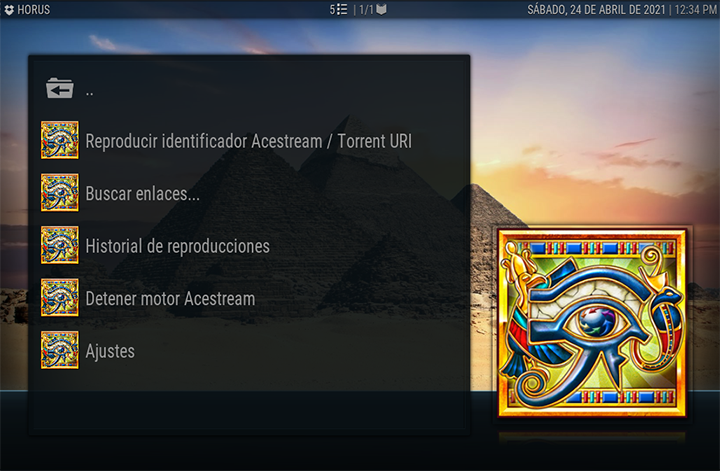 HORUS
5 | 1/1
SÁBADO, 24 DE ABRIL DE 2021 | 12:34 PM
..
Reproducir identificador Acestream / Torrent URI
Buscar enlaces...
Historial de reproducciones
Detener motor Acestream
Ajustes